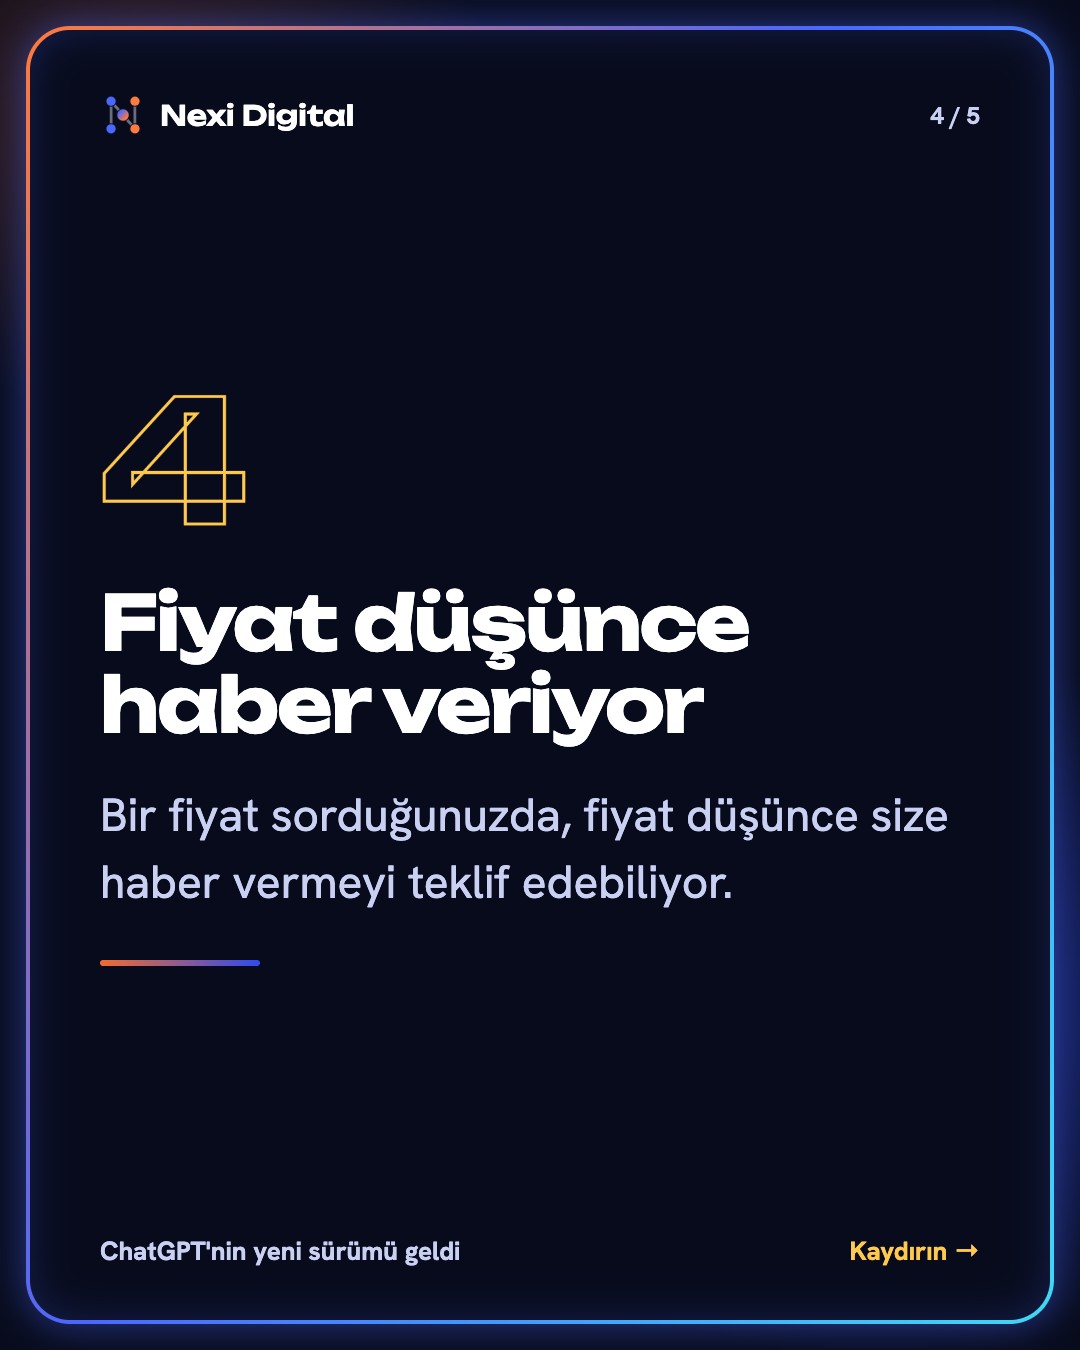 Nexi Digital
4 / 5
4
Fiyat düşünce
haber veriyor
Bir fiyat sorduğunuzda, fiyat düşünce size
haber vermeyi teklif edebiliyor.
ChatGPT'nin yeni sürümü geldi
Kaydırın →